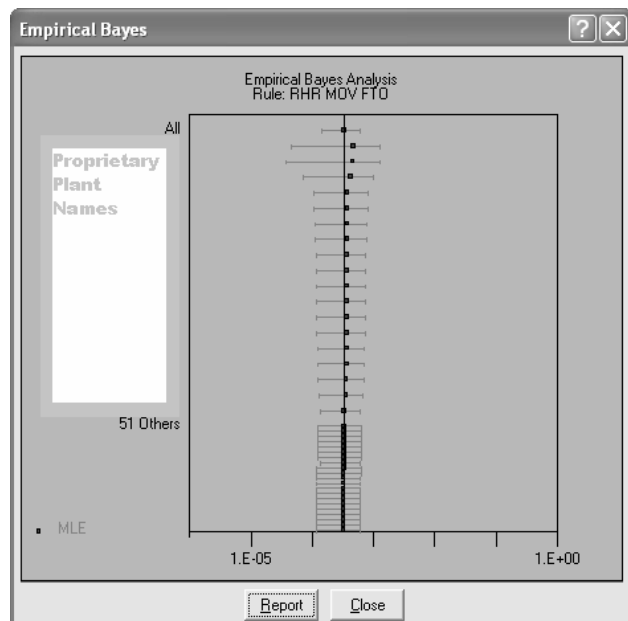 Empirical Bayes
Empirical Bayes Analysis
Rule: RHR MOV FTO
All
Proprietary
Plant
Names
51 Others
MLE
1.E-05
1.E+00
Report
Close